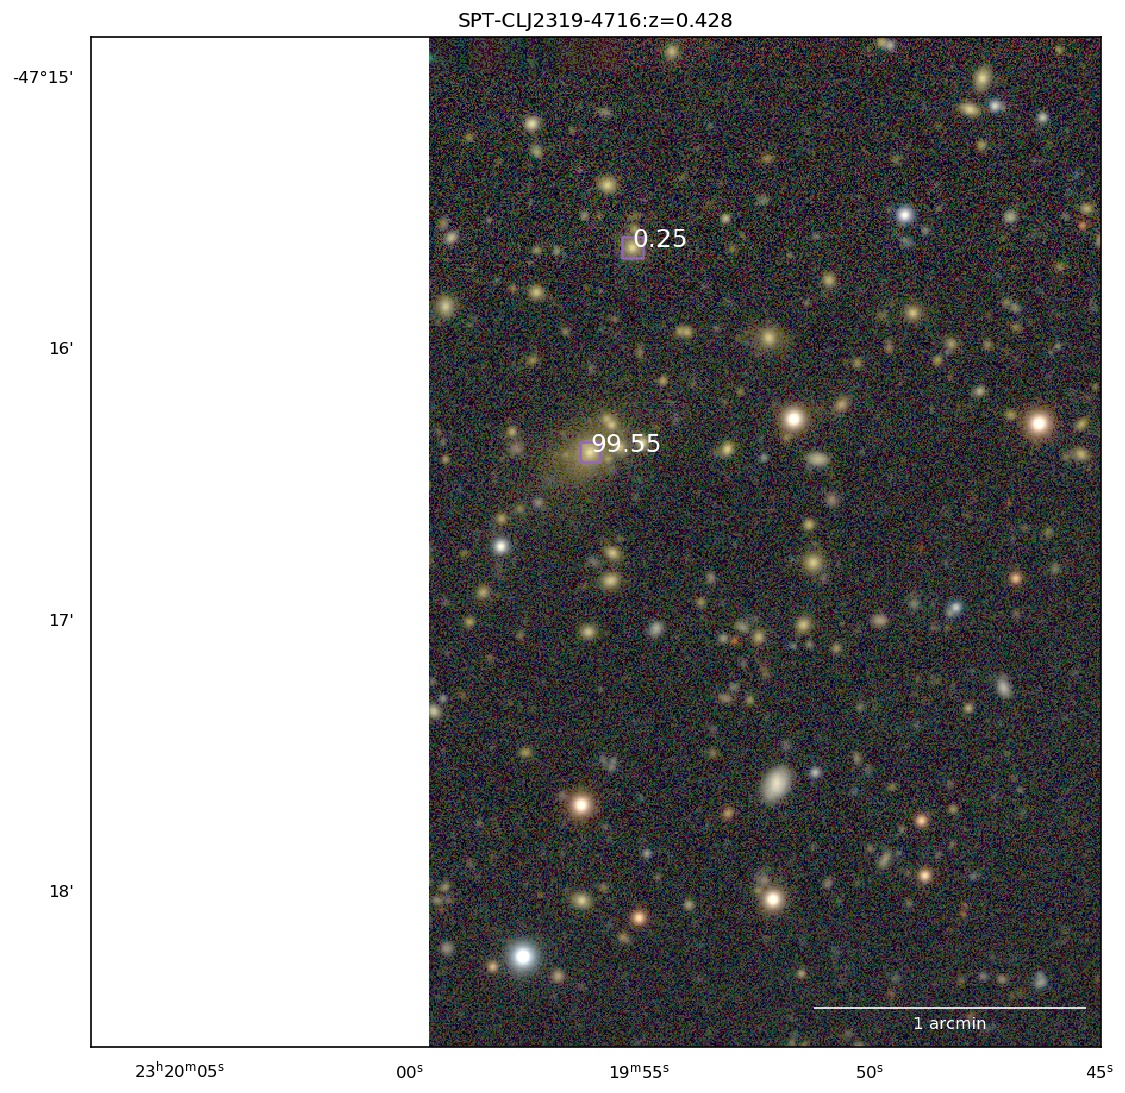 SPT-CLJ2319-4716:z=0.428
-47°15'
0.25
16'
99.55
17'
18'
1 arcmin
23ʰ20ᵐ05ˢ 00ˢ 19ᵐ55ˢ 50ˢ 45ˢ